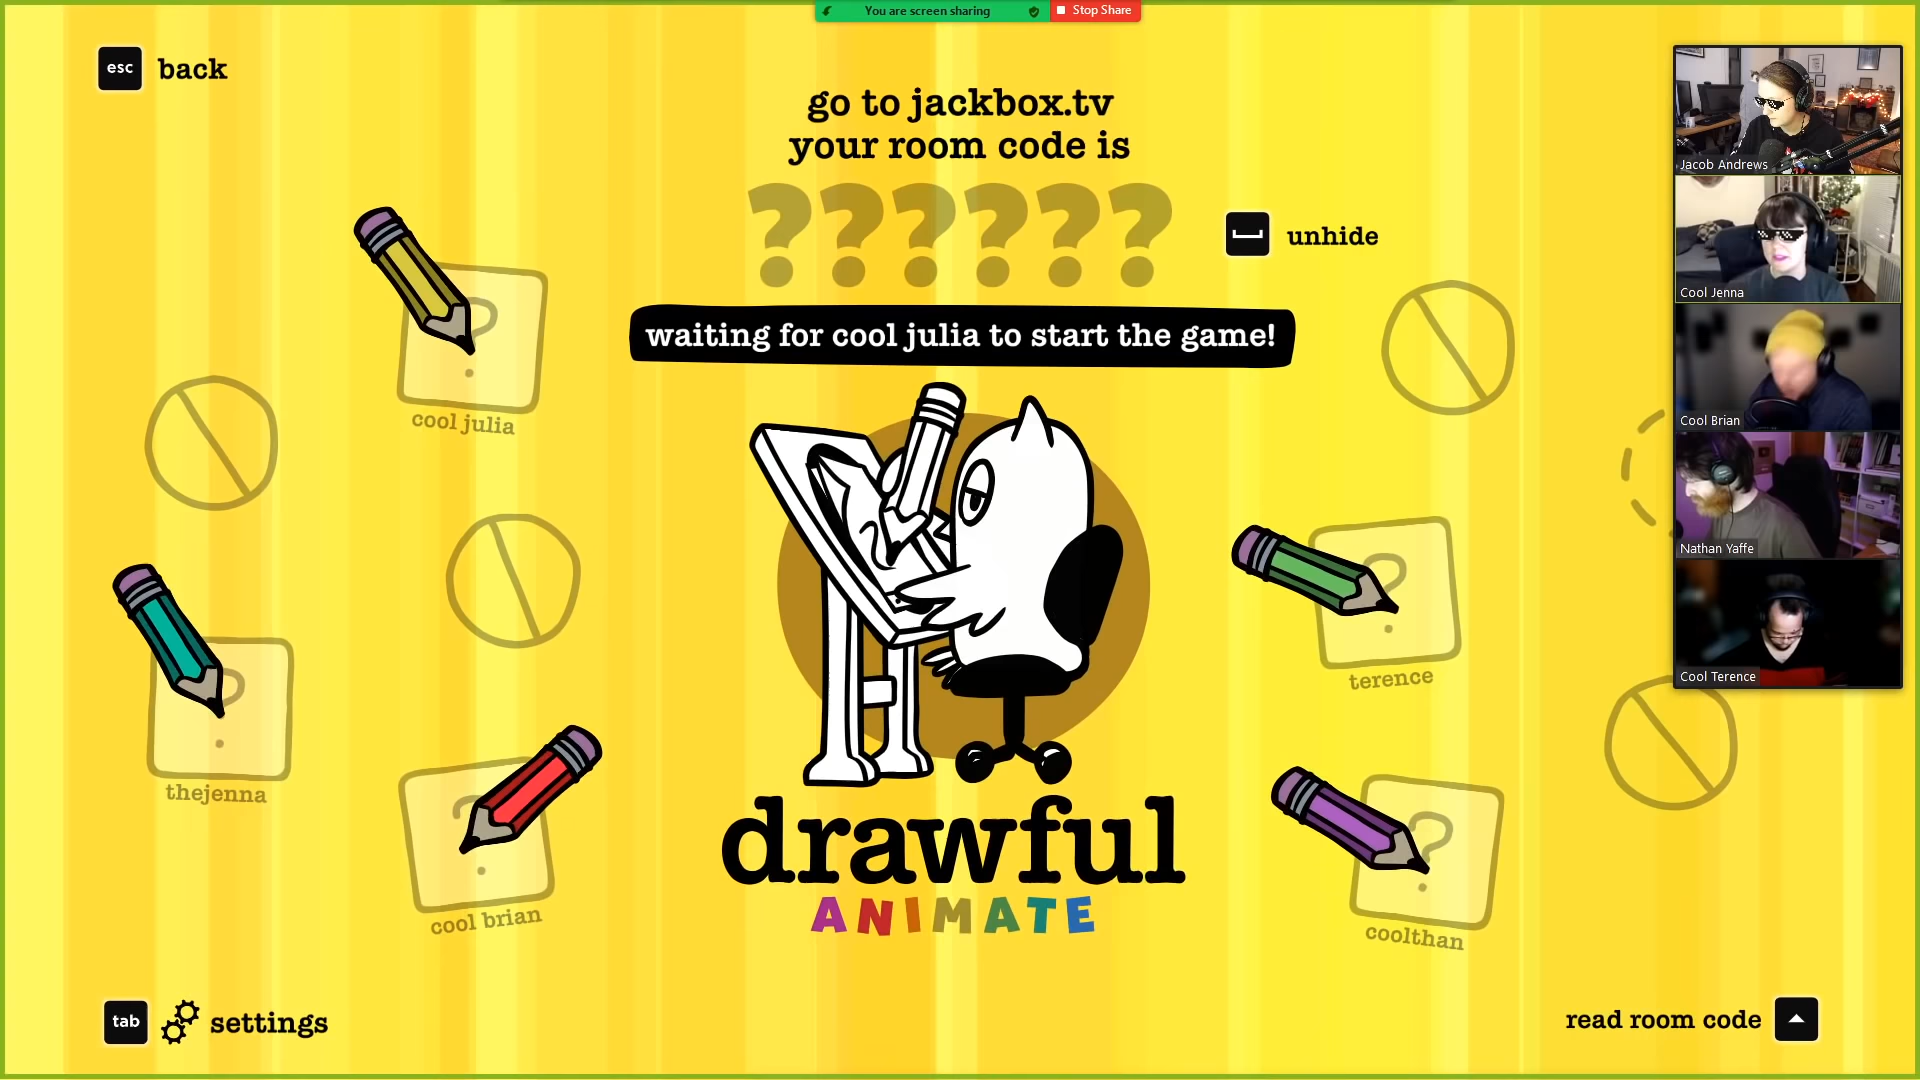 You are screen sharing
Stop Share
esc
back
go to jackbox.tv
your room code is
??????
unhide
waiting for cool julia to start the game!
cool julia
thejenna
cool brian
terence
coolthan
drawful
ANIMATE
tab
settings
read room code
Jacob Andrews
Cool Jenna
Cool Brian
Nathan Yaffe
Cool Terence